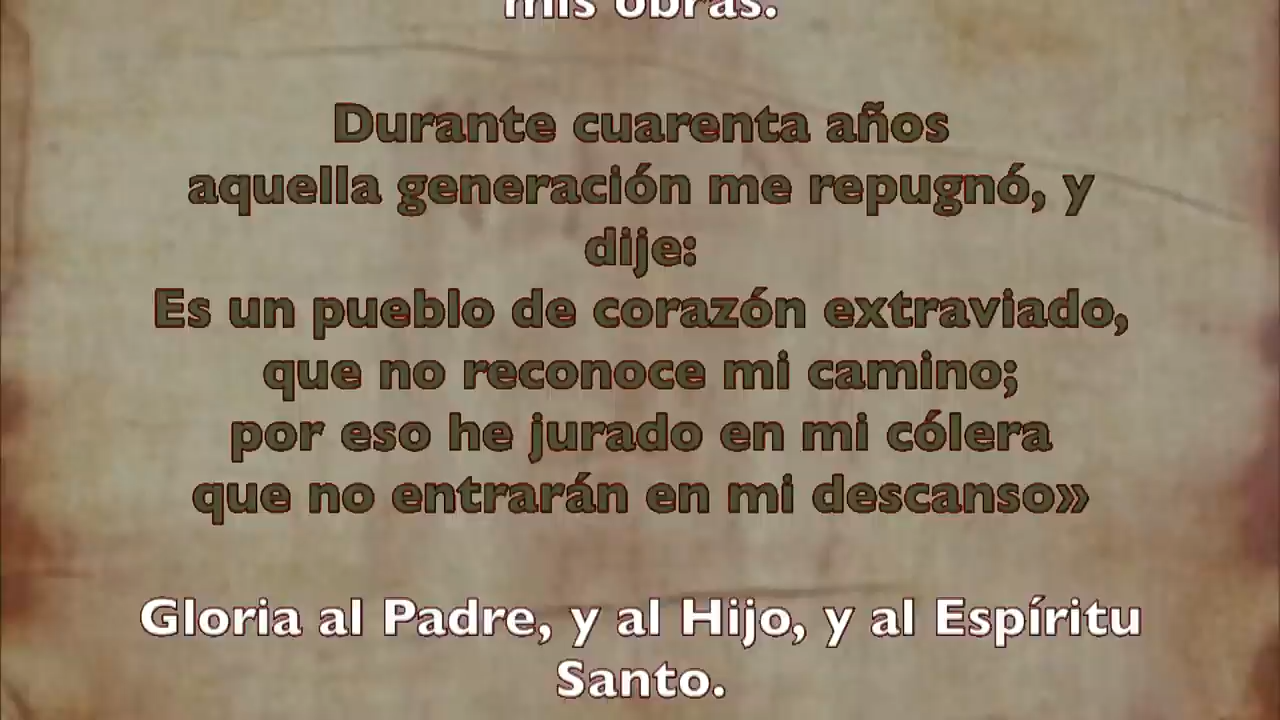 mis obras.
Durante cuarenta años
aquella generación me repugnó, y
dije:
Es un pueblo de corazón extraviado,
que no reconoce mi camino;
por eso he jurado en mi cólera
que no entrarán en mi descanso»
Gloria al Padre, y al Hijo, y al Espíritu
Santo.